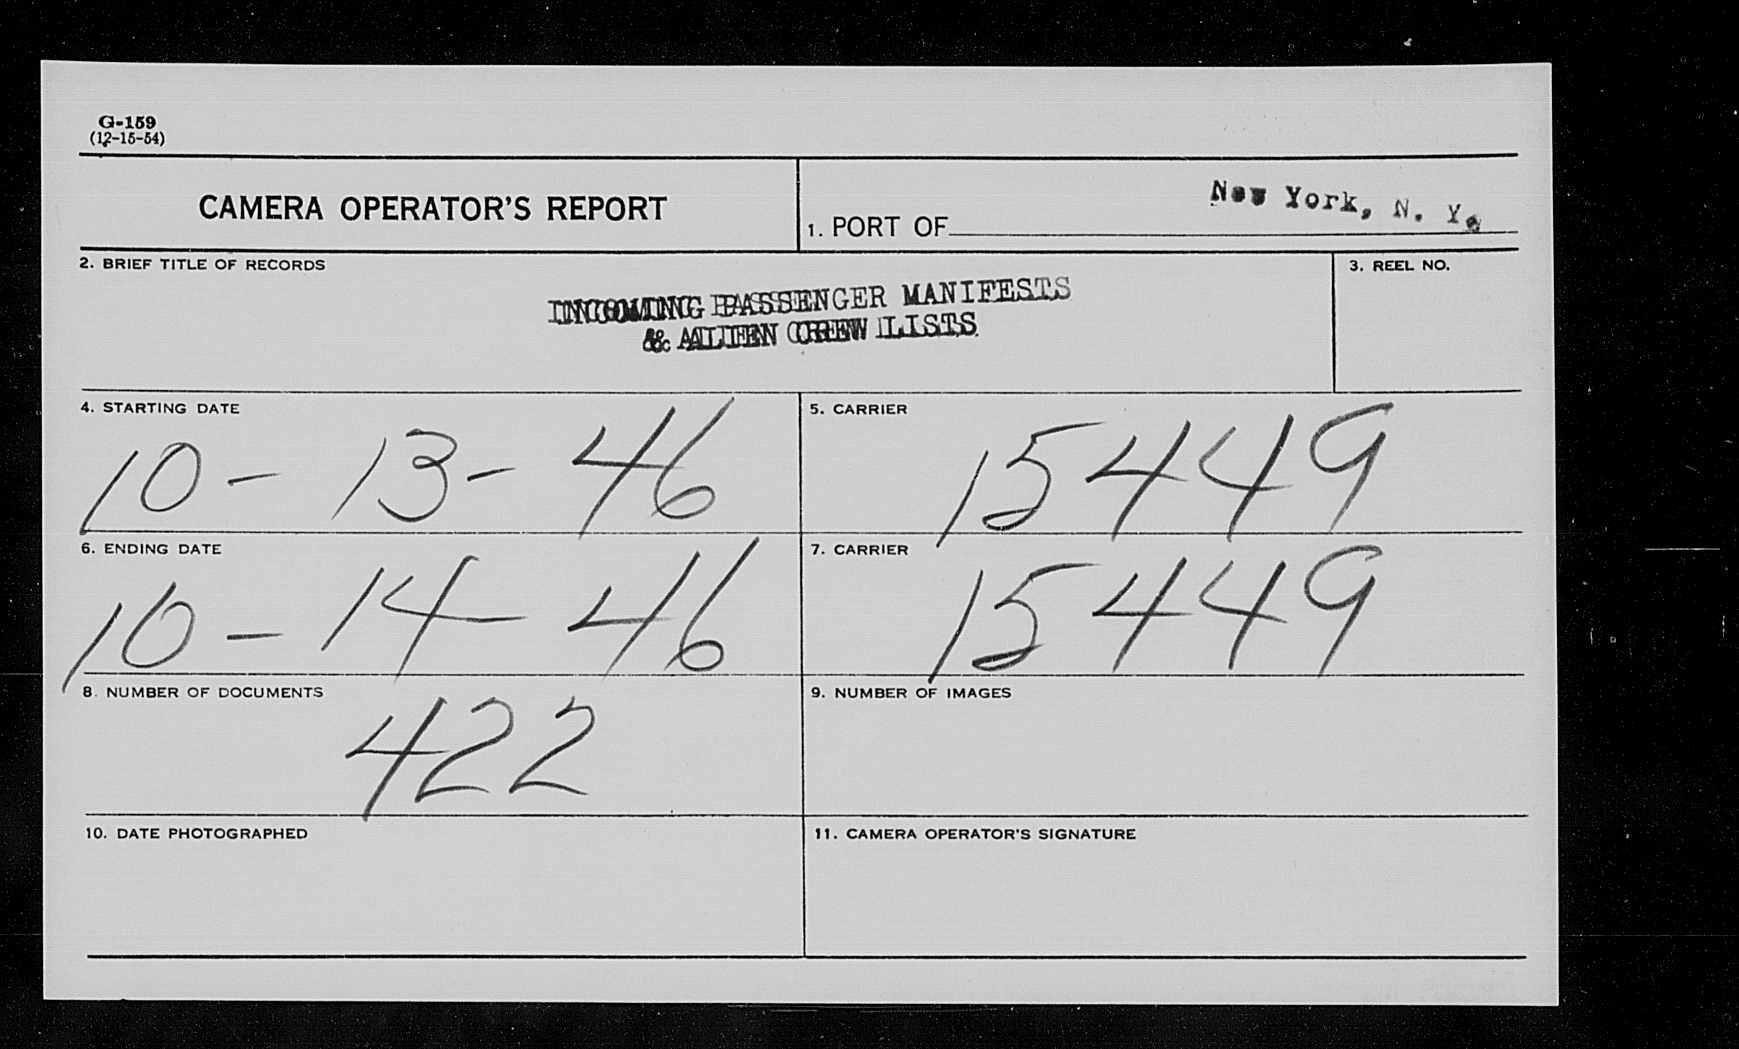 G-159
(12-15-54)
CAMERA OPERATOR'S REPORT
1. PORT OF New York, N. Y.
2. BRIEF TITLE OF RECORDS
INCOMING PASSENGER MANIFESTS
& ALIEN CREW LISTS
3. REEL NO.
4. STARTING DATE
10-13-46
5. CARRIER
15449
6. ENDING DATE
10-14-46
7. CARRIER
15449
8. NUMBER OF DOCUMENTS
422
9. NUMBER OF IMAGES
10. DATE PHOTOGRAPHED
11. CAMERA OPERATOR'S SIGNATURE